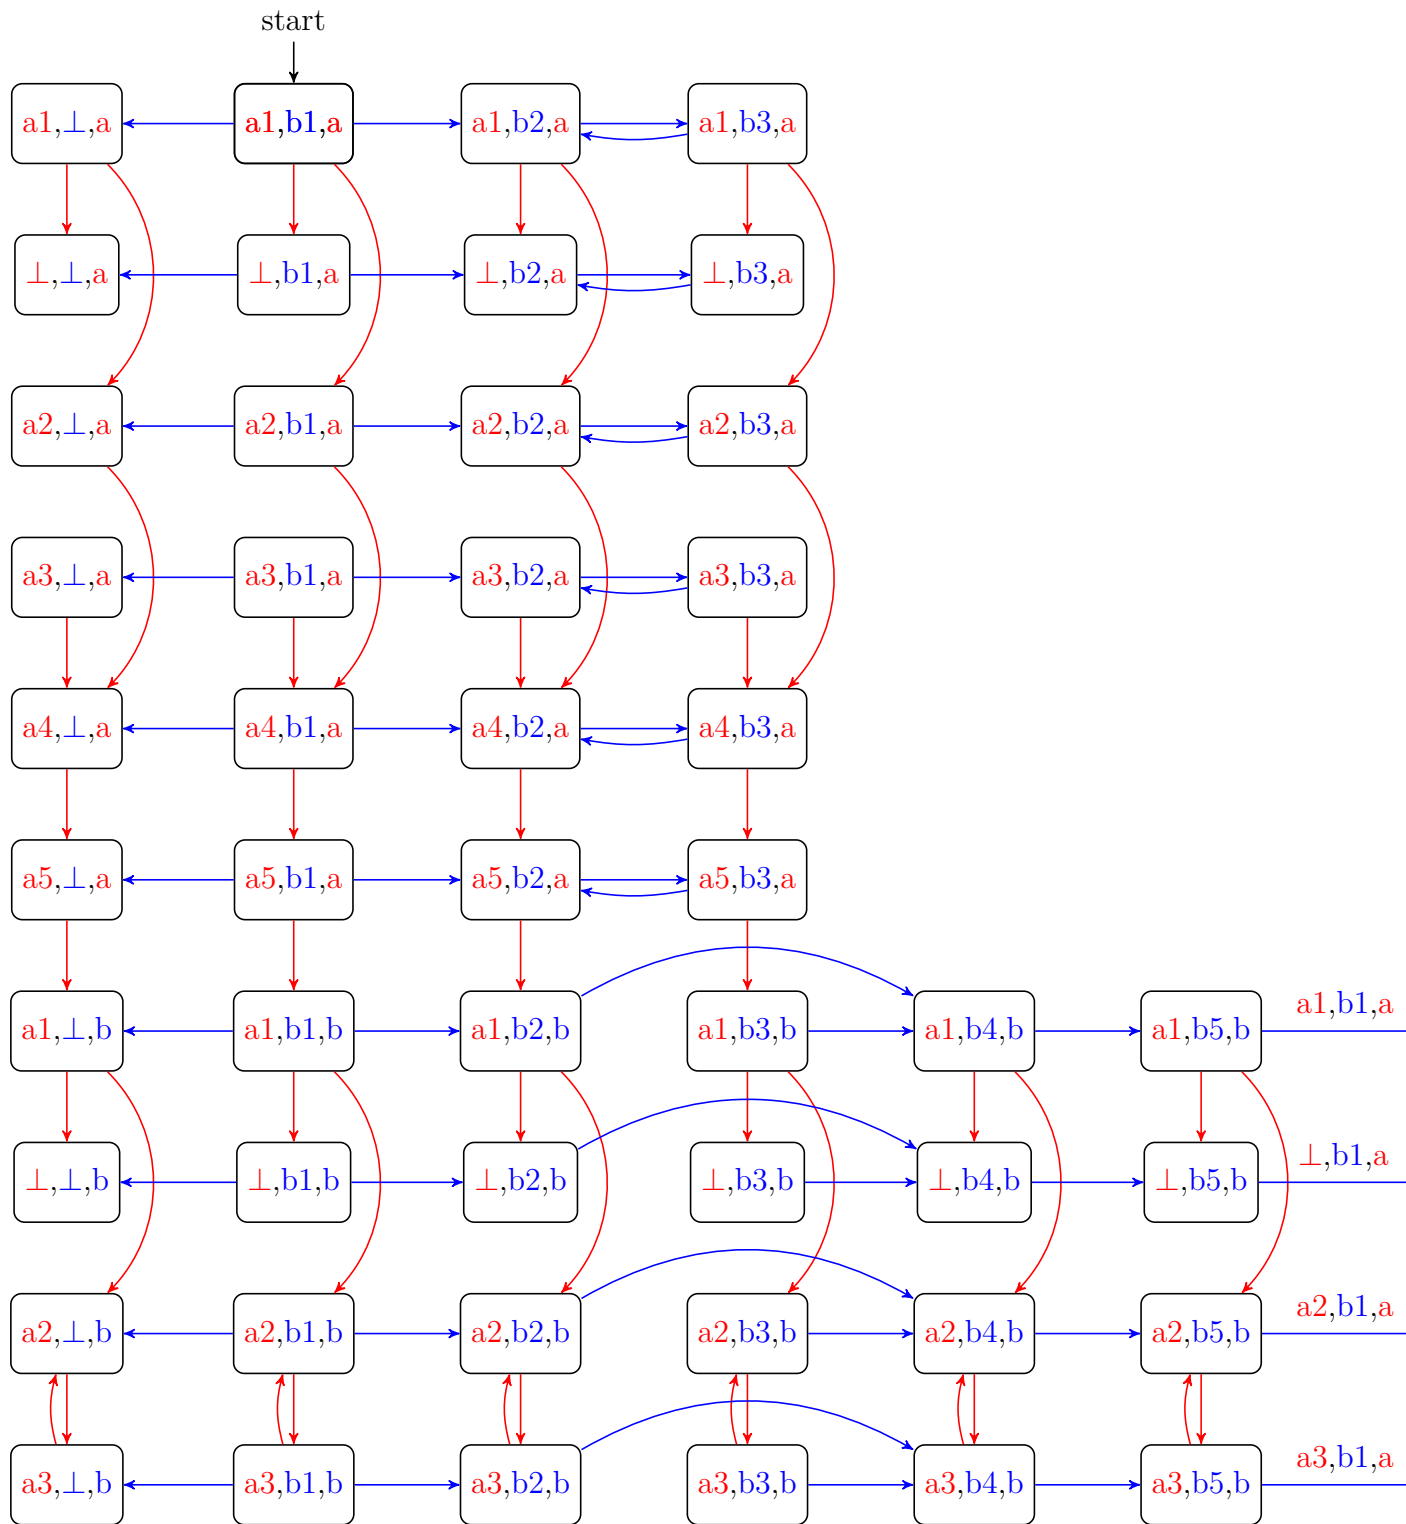 start
a1,⊥,a a1,b1,a a1,b2,a a1,b3,a
⊥,⊥,a ⊥,b1,a ⊥,b2,a ⊥,b3,a
a2,⊥,a a2,b1,a a2,b2,a a2,b3,a
a3,⊥,a a3,b1,a a3,b2,a a3,b3,a
a4,⊥,a a4,b1,a a4,b2,a a4,b3,a
a5,⊥,a a5,b1,a a5,b2,a a5,b3,a
a1,b1,a
a1,⊥,b a1,b1,b a1,b2,b a1,b3,b a1,b4,b a1,b5,b
⊥,b1,a
⊥,⊥,b ⊥,b1,b ⊥,b2,b ⊥,b3,b ⊥,b4,b ⊥,b5,b
a2,b1,a
a2,⊥,b a2,b1,b a2,b2,b a2,b3,b a2,b4,b a2,b5,b
a3,b1,a
a3,⊥,b a3,b1,b a3,b2,b a3,b3,b a3,b4,b a3,b5,b